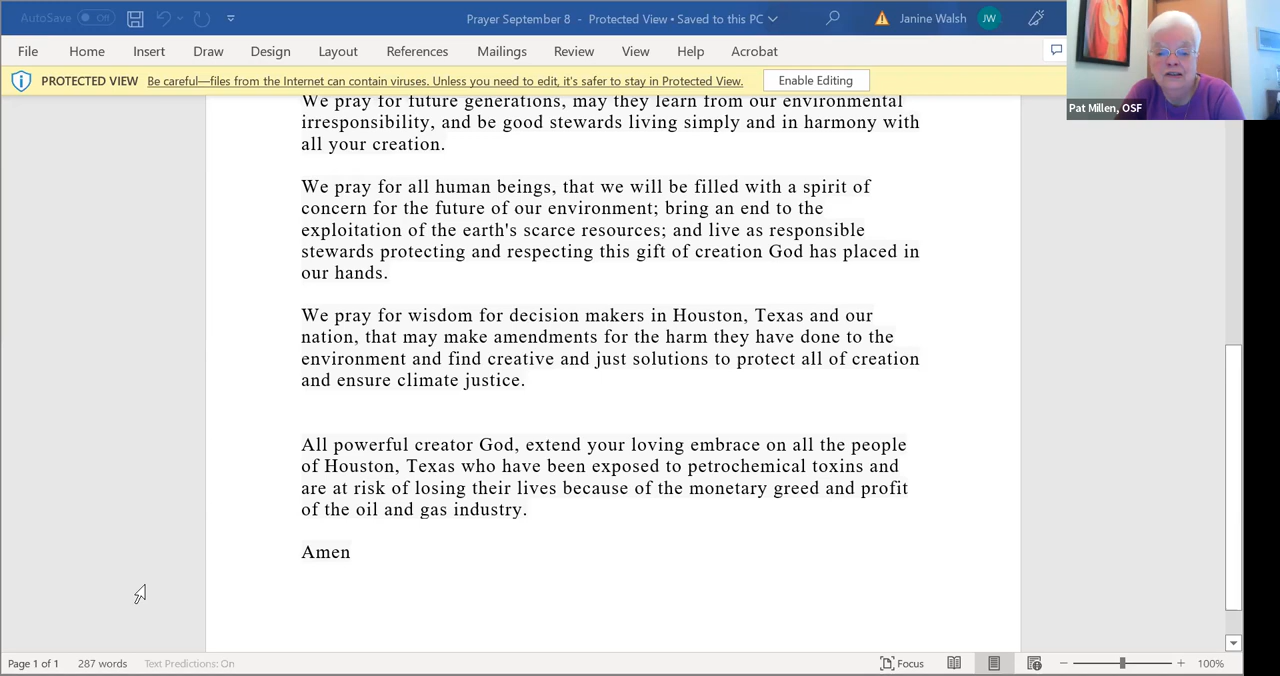 AutoSave Off Prayer September 8 - Protected View • Saved to this PC Janine Walsh JW
File Home Insert Draw Design Layout References Mailings Review View Help Acrobat
PROTECTED VIEW Be careful—files from the Internet can contain viruses. Unless you need to edit, it's safer to stay in Protected View. Enable Editing
Pat Millen, OSF
We pray for future generations, may they learn from our environmental
irresponsibility, and be good stewards living simply and in harmony with
all your creation.
We pray for all human beings, that we will be filled with a spirit of
concern for the future of our environment; bring an end to the
exploitation of the earth's scarce resources; and live as responsible
stewards protecting and respecting this gift of creation God has placed in
our hands.
We pray for wisdom for decision makers in Houston, Texas and our
nation, that may make amendments for the harm they have done to the
environment and find creative and just solutions to protect all of creation
and ensure climate justice.
All powerful creator God, extend your loving embrace on all the people
of Houston, Texas who have been exposed to petrochemical toxins and
are at risk of losing their lives because of the monetary greed and profit
of the oil and gas industry.
Amen
Page 1 of 1 287 words Text Predictions: On Focus 100%